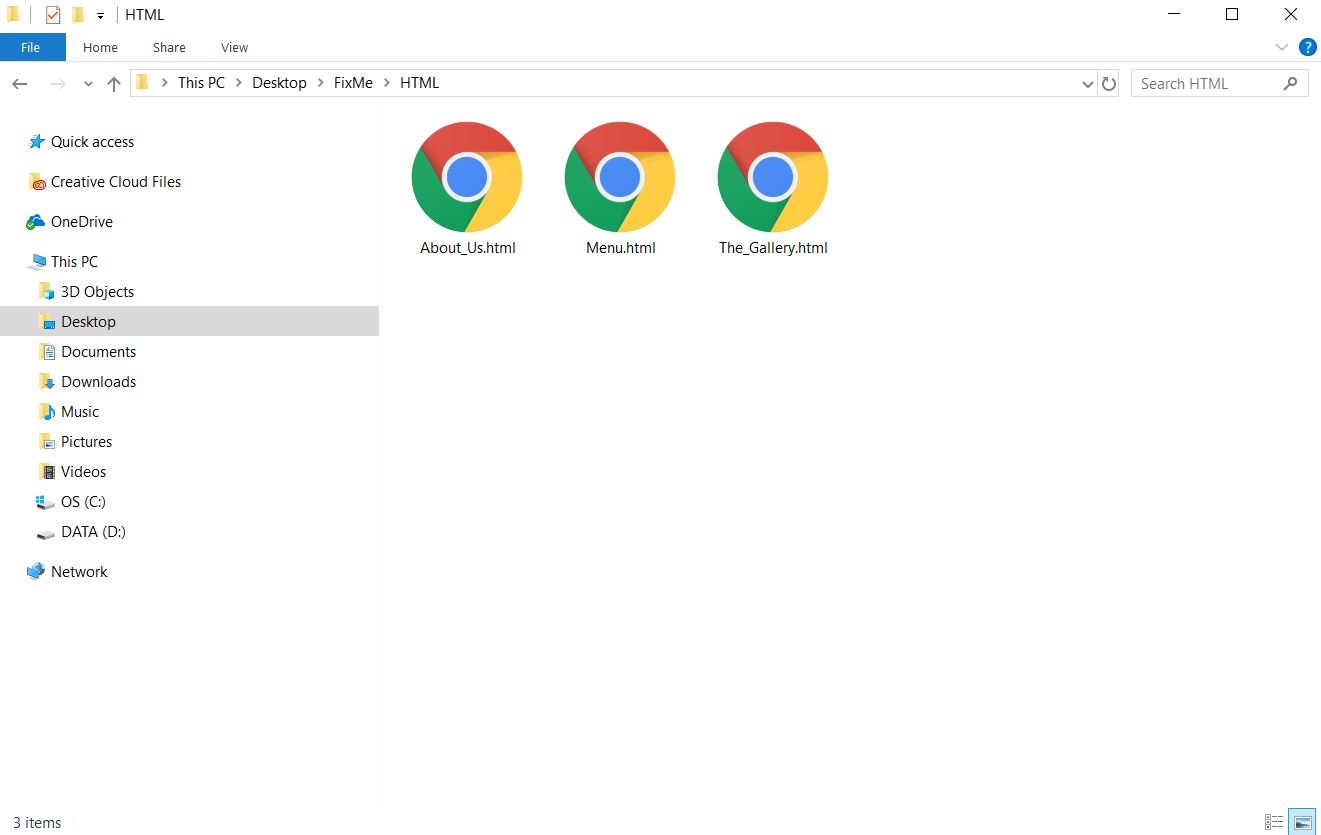 HTML
File Home Share View
This PC Desktop FixMe HTML
Search HTML
Quick access
Creative Cloud Files
OneDrive
This PC
3D Objects
Desktop
Documents
Downloads
Music
Pictures
Videos
OS (C:)
DATA (D:)
Network
About_Us.html Menu.html The_Gallery.html
3 items